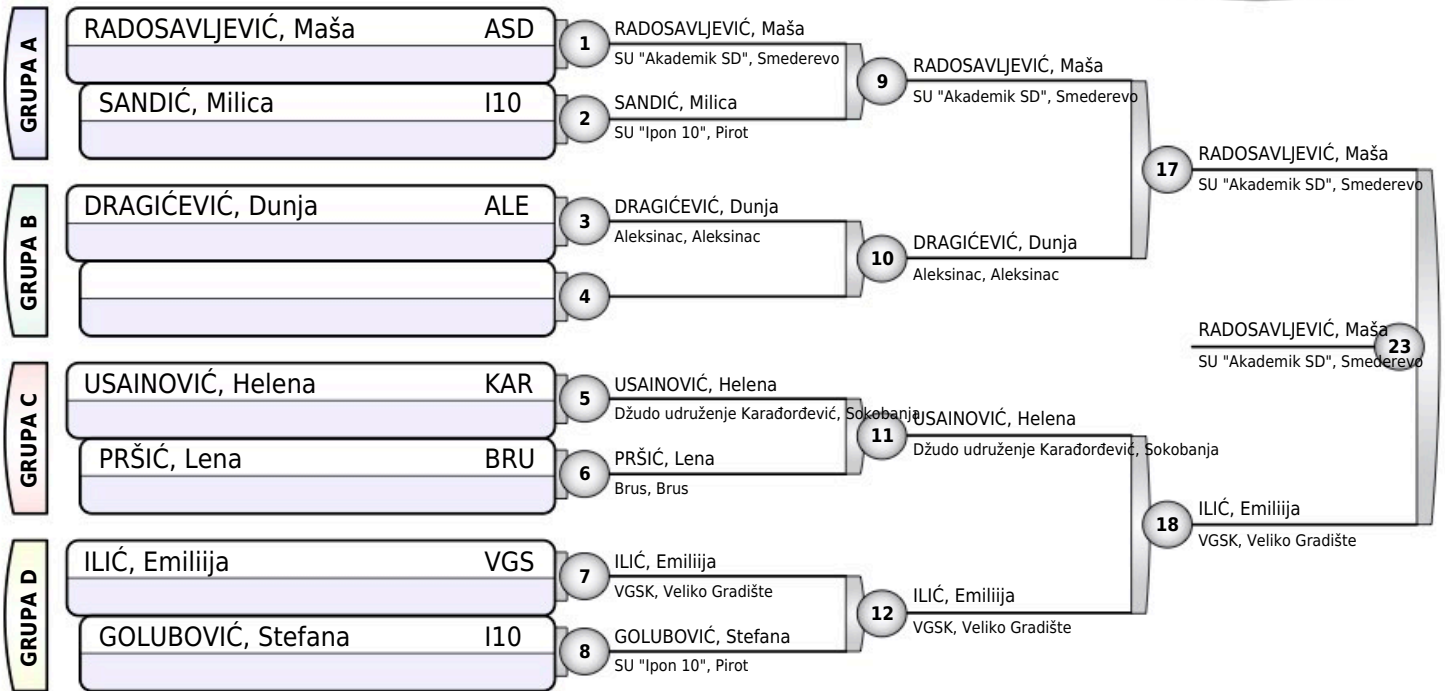 GRUPA A
RADOSAVLJEVIĆ, Maša ASD
SANDIĆ, Milica I10
1
RADOSAVLJEVIĆ, Maša
SU "Akademik SD", Smederevo
2
SANDIĆ, Milica
SU "Ipon 10", Pirot
9
RADOSAVLJEVIĆ, Maša
SU "Akademik SD", Smederevo
GRUPA B
DRAGIĆEVIĆ, Dunja ALE
3
DRAGIĆEVIĆ, Dunja
Aleksinac, Aleksinac
4
10
DRAGIĆEVIĆ, Dunja
Aleksinac, Aleksinac
17
RADOSAVLJEVIĆ, Maša
SU "Akademik SD", Smederevo
GRUPA C
USAINOVIĆ, Helena KAR
PRŠIĆ, Lena BRU
5
USAINOVIĆ, Helena
Džudo udruženje Karađorđević, Sokobanja
6
PRŠIĆ, Lena
Brus, Brus
11
USAINOVIĆ, Helena
Džudo udruženje Karađorđević, Sokobanja
GRUPA D
ILIĆ, Emiliija VGS
GOLUBOVIĆ, Stefana I10
7
ILIĆ, Emiliija
VGSK, Veliko Gradište
8
GOLUBOVIĆ, Stefana
SU "Ipon 10", Pirot
12
ILIĆ, Emiliija
VGSK, Veliko Gradište
18
ILIĆ, Emiliija
VGSK, Veliko Gradište
23
RADOSAVLJEVIĆ, Maša
SU "Akademik SD", Smederevo